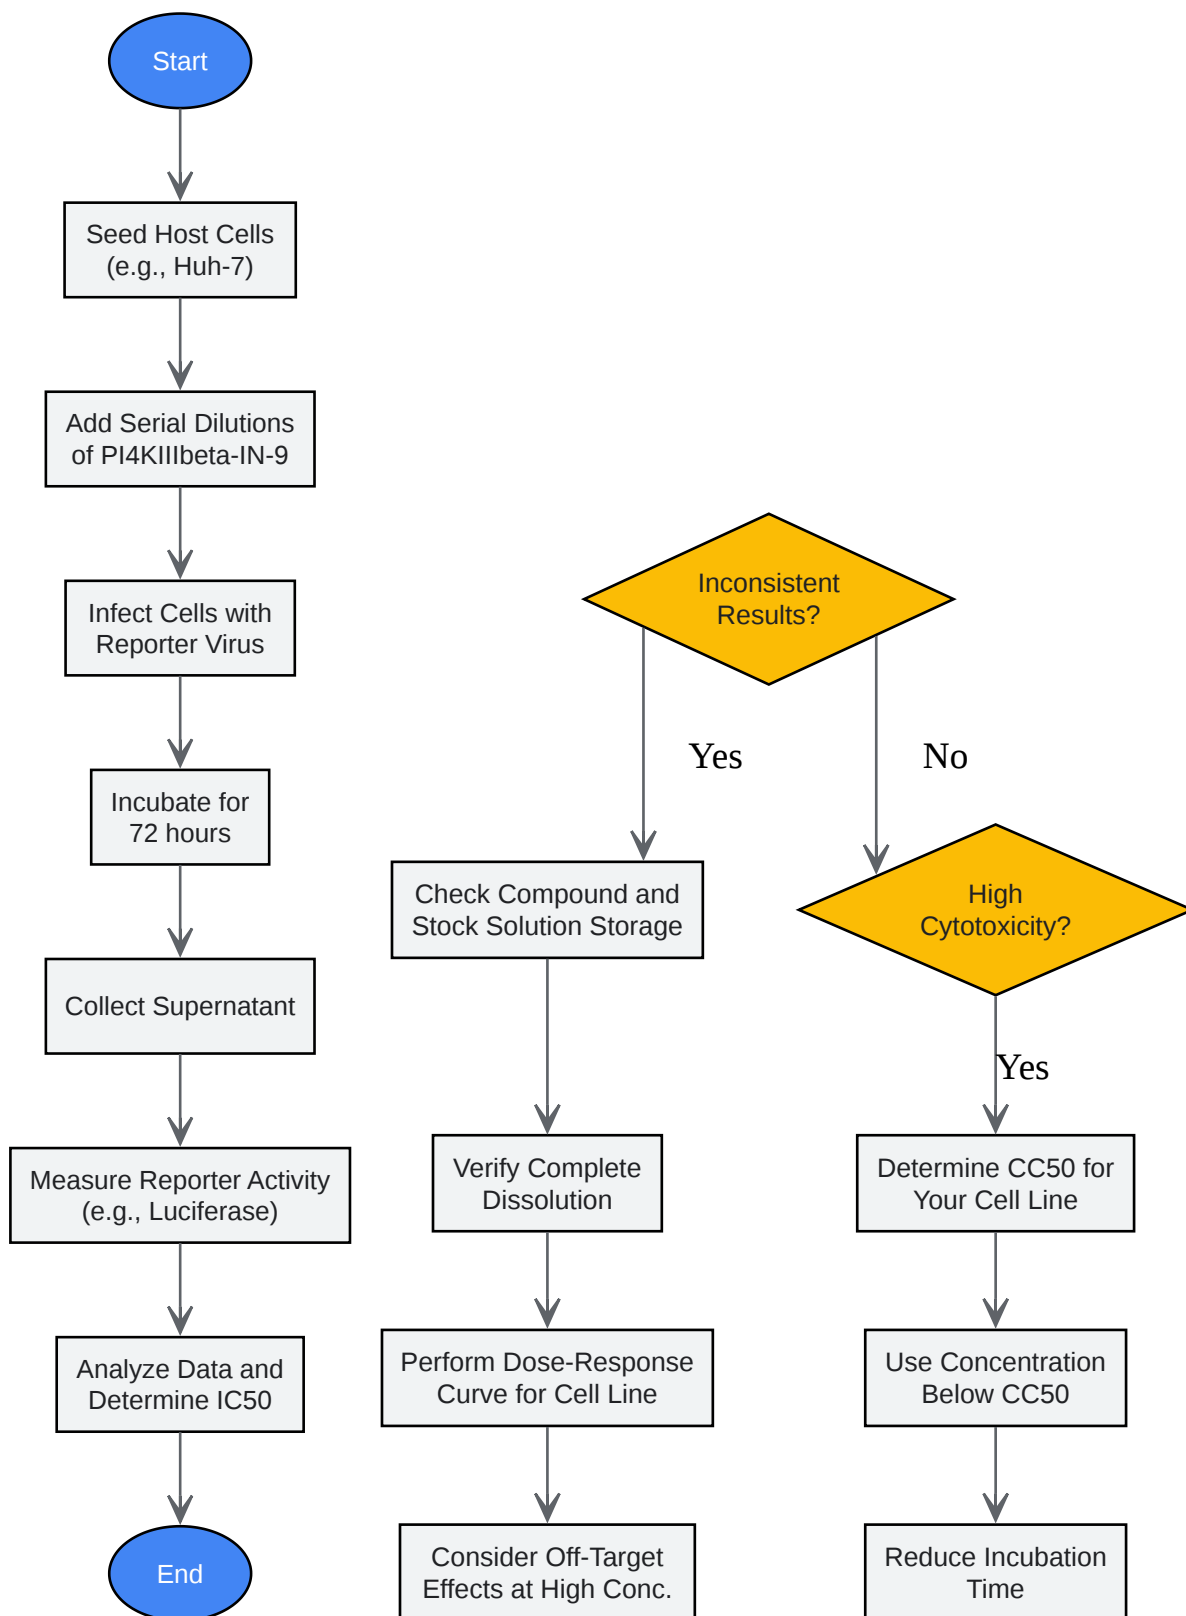 Start
Seed Host Cells
(e.g., Huh-7)
Add Serial Dilutions
of PI4KIIIbeta-IN-9
Infect Cells with
Reporter Virus
Incubate for
72 hours
Collect Supernatant
Measure Reporter Activity
(e.g., Luciferase)
Analyze Data and
Determine IC50
End
Inconsistent
Results?
Yes
No
Check Compound and
Stock Solution Storage
Verify Complete
Dissolution
Perform Dose-Response
Curve for Cell Line
Consider Off-Target
Effects at High Conc.
High
Cytotoxicity?
Yes
Determine CC50 for
Your Cell Line
Use Concentration
Below CC50
Reduce Incubation
Time